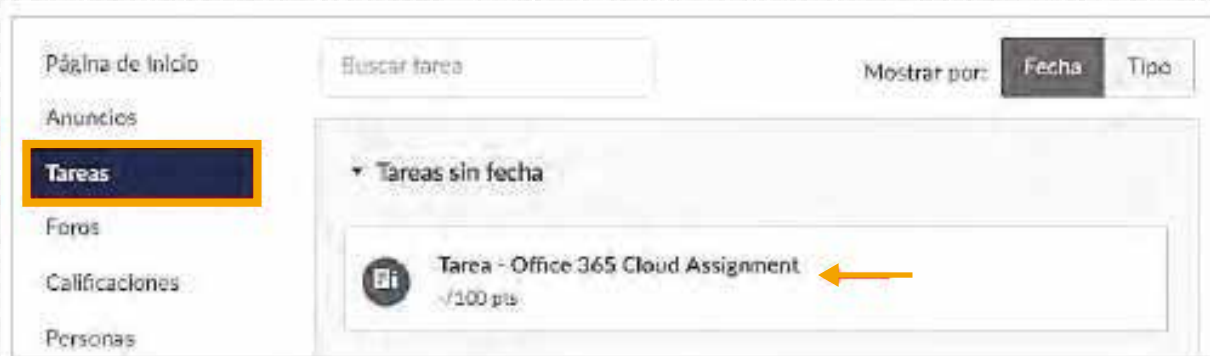 Página de Inicio
Buscar tarea
Mostrar por: Fecha Tipo
Anuncios
Tareas
Tareas sin fecha
Foros
Tarea - Office 365 Cloud Assignment
-/100 pts
Calificaciones
Personas